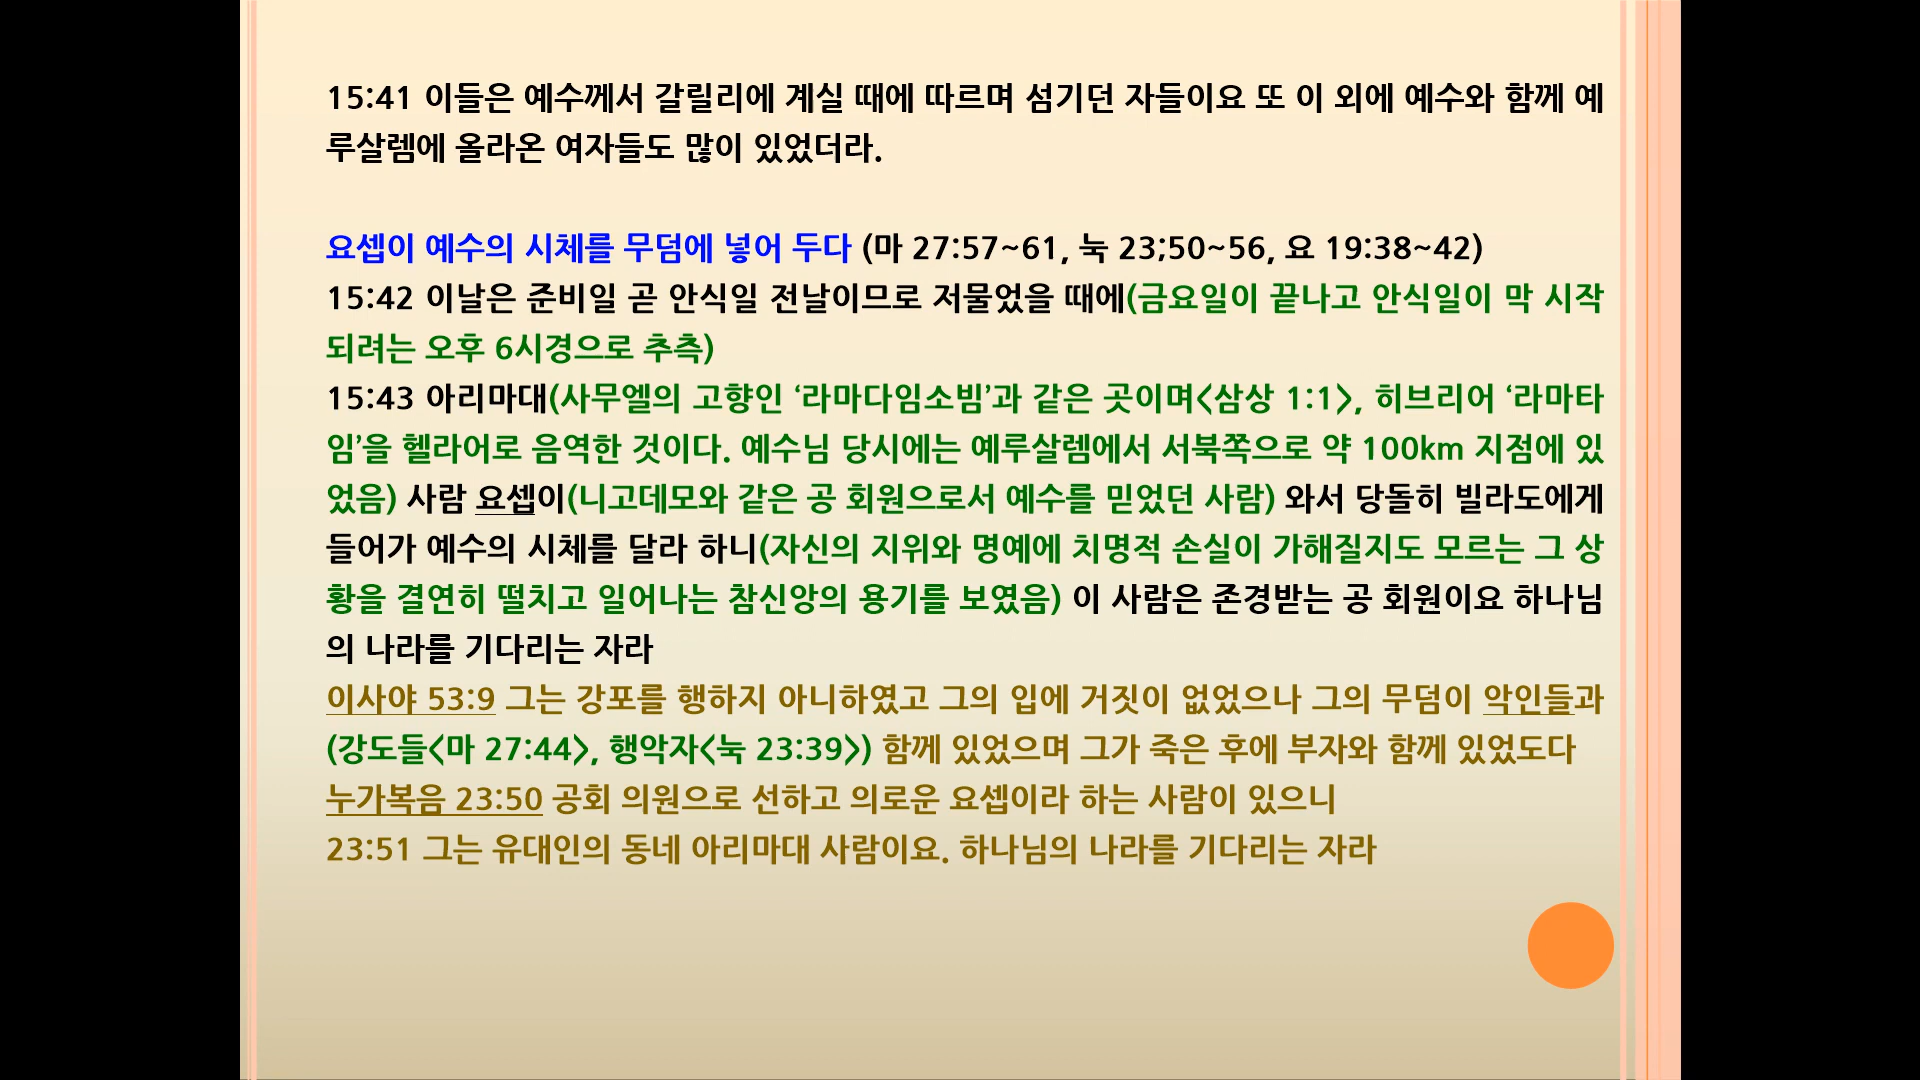 15:41 이들은 예수께서 갈릴리에 계실 때에 따르며 섬기던 자들이요 또 이 외에 예수와 함께 예
루살렘에 올라온 여자들도 많이 있었더라.
요셉이 예수의 시체를 무덤에 넣어 두다 (마 27:57~61, 눅 23;50~56, 요 19:38~42)
15:42 이날은 준비일 곧 안식일 전날이므로 저물었을 때에(금요일이 끝나고 안식일이 막 시작
되려는 오후 6시경으로 추측)
15:43 아리마대(사무엘의 고향인 ‘라마다임소빔’과 같은 곳이며<삼상 1:1>, 히브리어 ‘라마타
임’을 헬라어로 음역한 것이다. 예수님 당시에는 예루살렘에서 서북쪽으로 약 100km 지점에 있
었음) 사람 요셉이(니고데모와 같은 공 회원으로서 예수를 믿었던 사람) 와서 당돌히 빌라도에게
들어가 예수의 시체를 달라 하니(자신의 지위와 명예에 치명적 손실이 가해질지도 모르는 그 상
황을 결연히 떨치고 일어나는 참신앙의 용기를 보였음) 이 사람은 존경받는 공 회원이요 하나님
의 나라를 기다리는 자라
이사야 53:9 그는 강포를 행하지 아니하였고 그의 입에 거짓이 없었으나 그의 무덤이 악인들과
(강도들<마 27:44>, 행악자<눅 23:39>) 함께 있었으며 그가 죽은 후에 부자와 함께 있었도다
누가복음 23:50 공회 의원으로 선하고 의로운 요셉이라 하는 사람이 있으니
23:51 그는 유대인의 동네 아리마대 사람이요. 하나님의 나라를 기다리는 자라